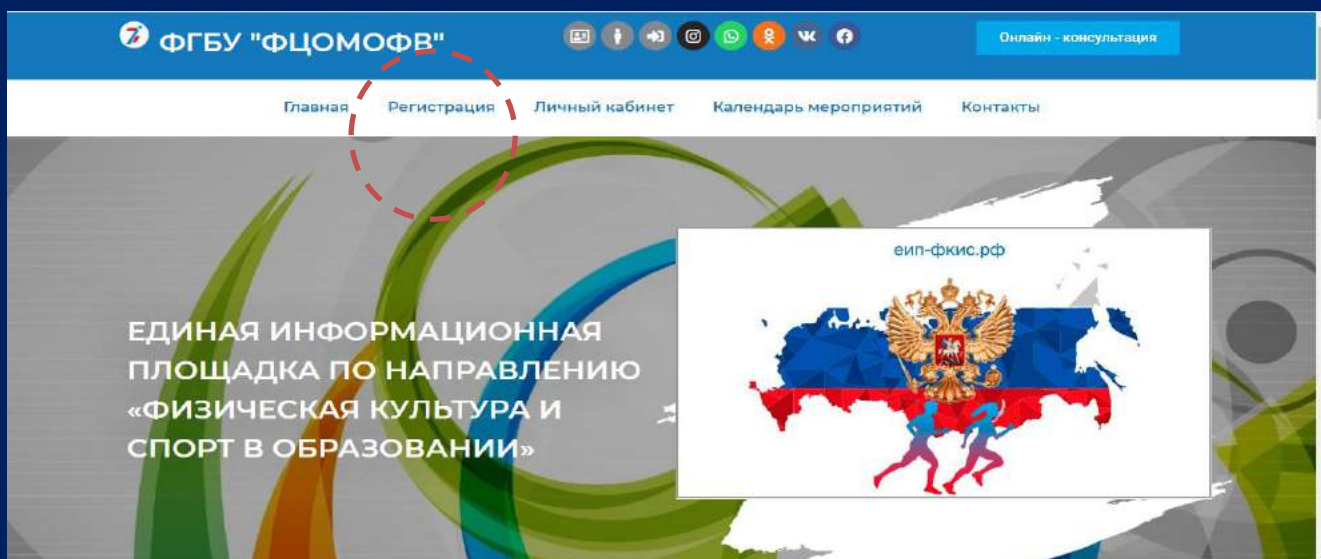 ФГБУ "ФЦОМОФВ"
Онлайн - консультация
Главная Регистрация Личный кабинет Календарь мероприятий Контакты
еип-фкис.рф
ЕДИНАЯ ИНФОРМАЦИОННАЯ
ПЛОЩАДКА ПО НАПРАВЛЕНИЮ
«ФИЗИЧЕСКАЯ КУЛЬТУРА И
СПОРТ В ОБРАЗОВАНИИ»